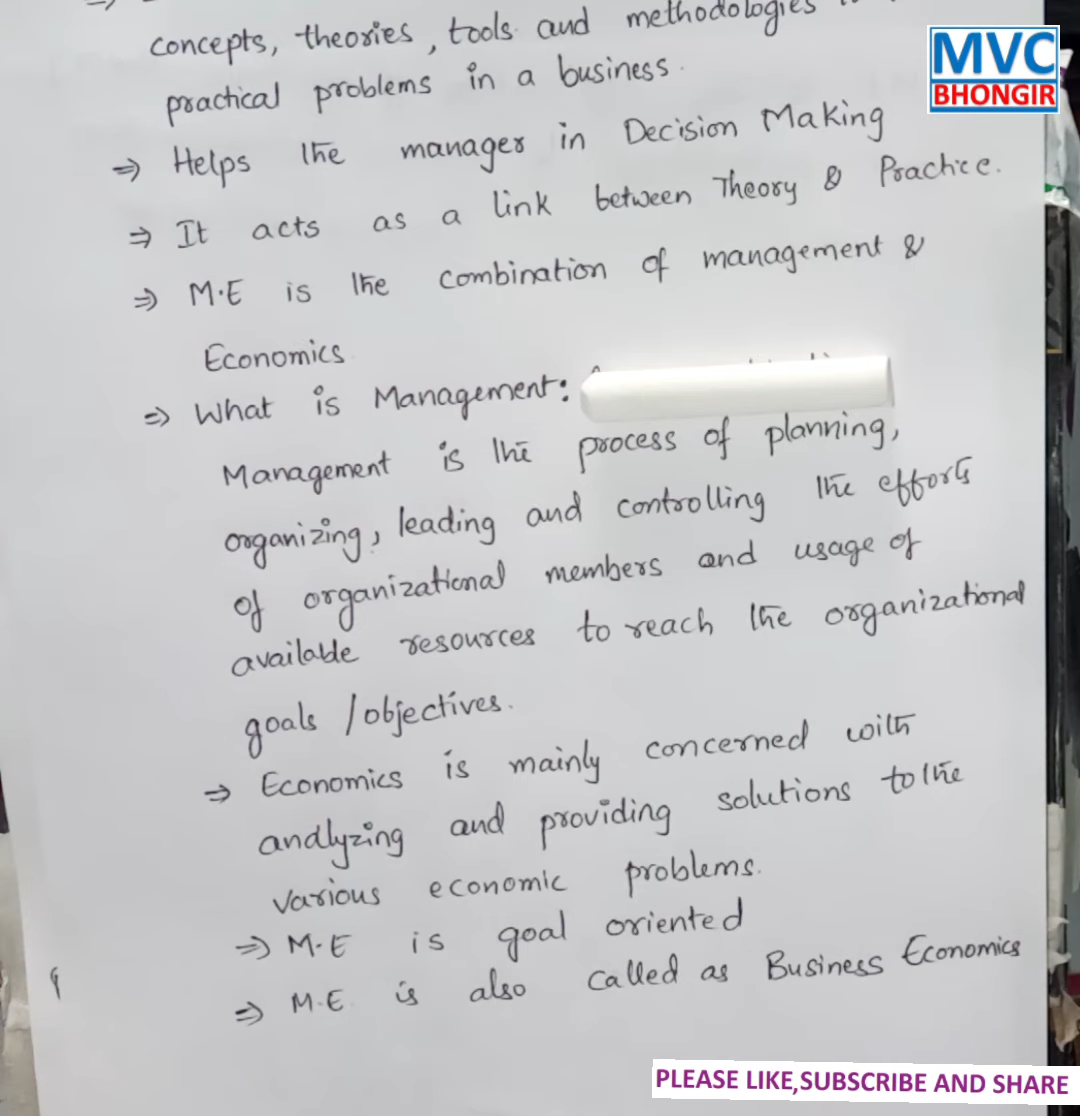 concepts, theories, tools and methodologies
practical problems in a business.
⇒ Helps the manager in Decision Making
⇒ It acts as a link between Theory & Practice.
⇒ M.E is the combination of management &
Economics
⇒ What is Management:
Management is the process of planning,
organizing, leading and controlling the efforts
of organizational members and usage of
available resources to reach the organizational
goals / objectives.
⇒ Economics is mainly concerned with
analyzing and providing solutions to the
various economic problems.
⇒ M.E is goal oriented
⇒ M.E. is also called as Business Economics
MVC
BHONGIR
PLEASE LIKE,SUBSCRIBE AND SHARE